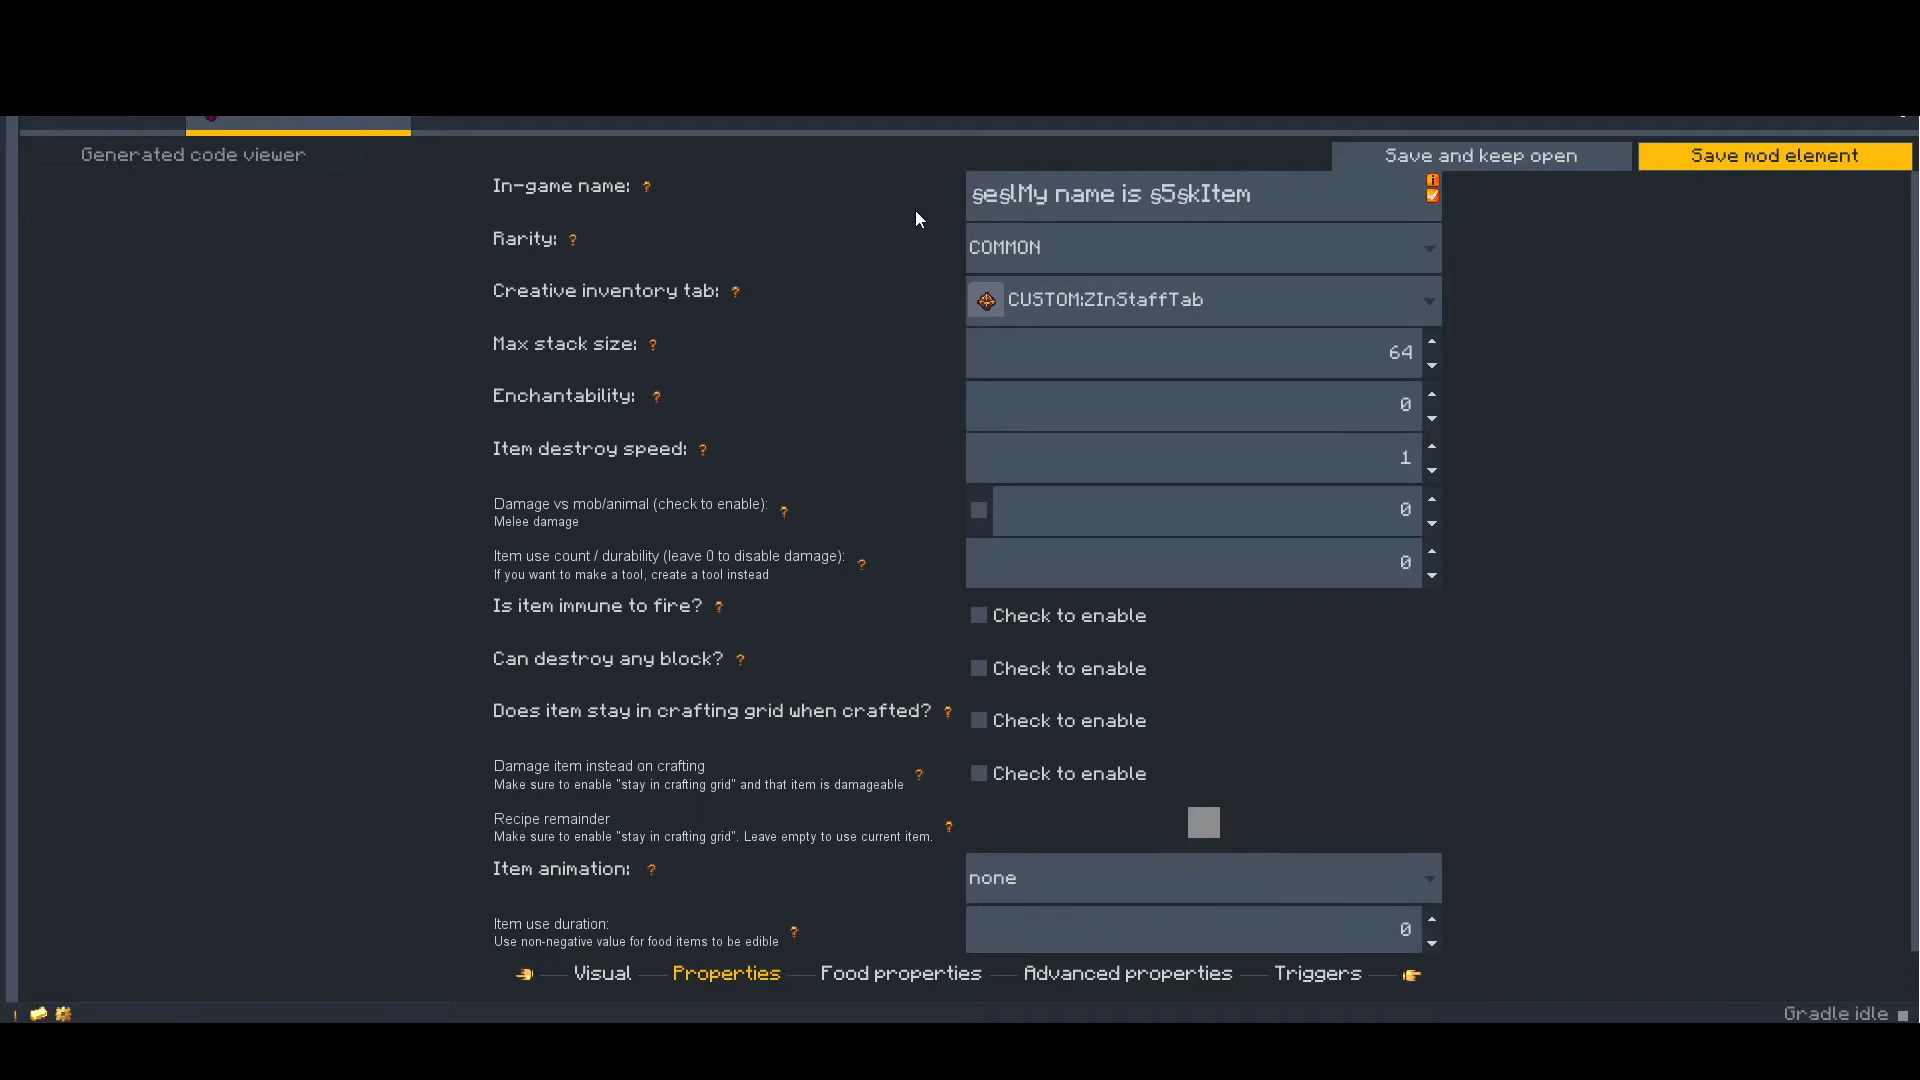 Generated code viewer
Save and keep open
Save mod element
In-game name: ?
§e§lMy name is §5§kItem
Rarity: ?
COMMON
Creative inventory tab: ?
CUSTOM:ZInStaffTab
Max stack size: ?
64
Enchantability: ?
0
Item destroy speed: ?
1
Damage vs mob/animal (check to enable): ?
Melee damage
0
Item use count / durability (leave 0 to disable damage): ?
If you want to make a tool, create a tool instead
0
Is item immune to fire? ?
Check to enable
Can destroy any block? ?
Check to enable
Does item stay in crafting grid when crafted? ?
Check to enable
Damage item instead on crafting ?
Make sure to enable "stay in crafting grid" and that item is damageable
Check to enable
Recipe remainder ?
Make sure to enable "stay in crafting grid". Leave empty to use current item.
Item animation: ?
none
Item use duration: ?
Use non-negative value for food items to be edible
0
Visual
Properties
Food properties
Advanced properties
Triggers
Gradle idle